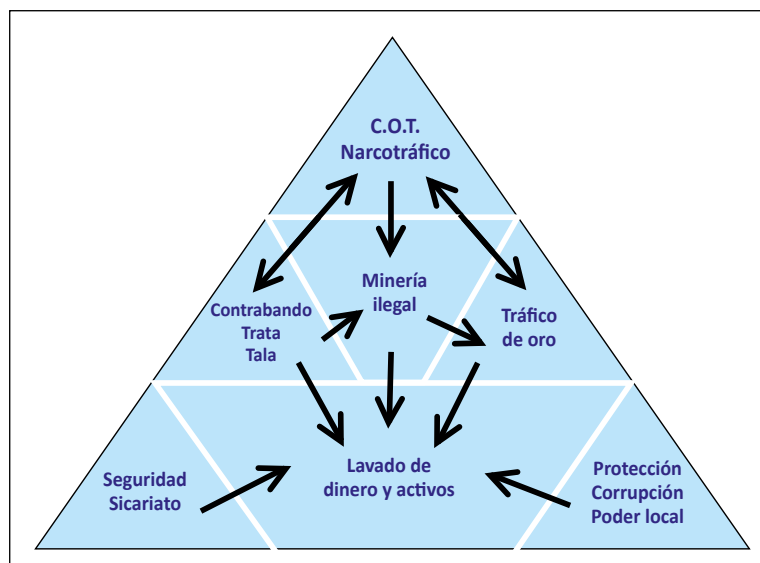 C.O.T.
Narcotráfico
Minería
ilegal
Contrabando
Trata
Tala
Tráfico
de oro
Seguridad
Sicariato
Lavado de
dinero y activos
Protección
Corrupción
Poder local